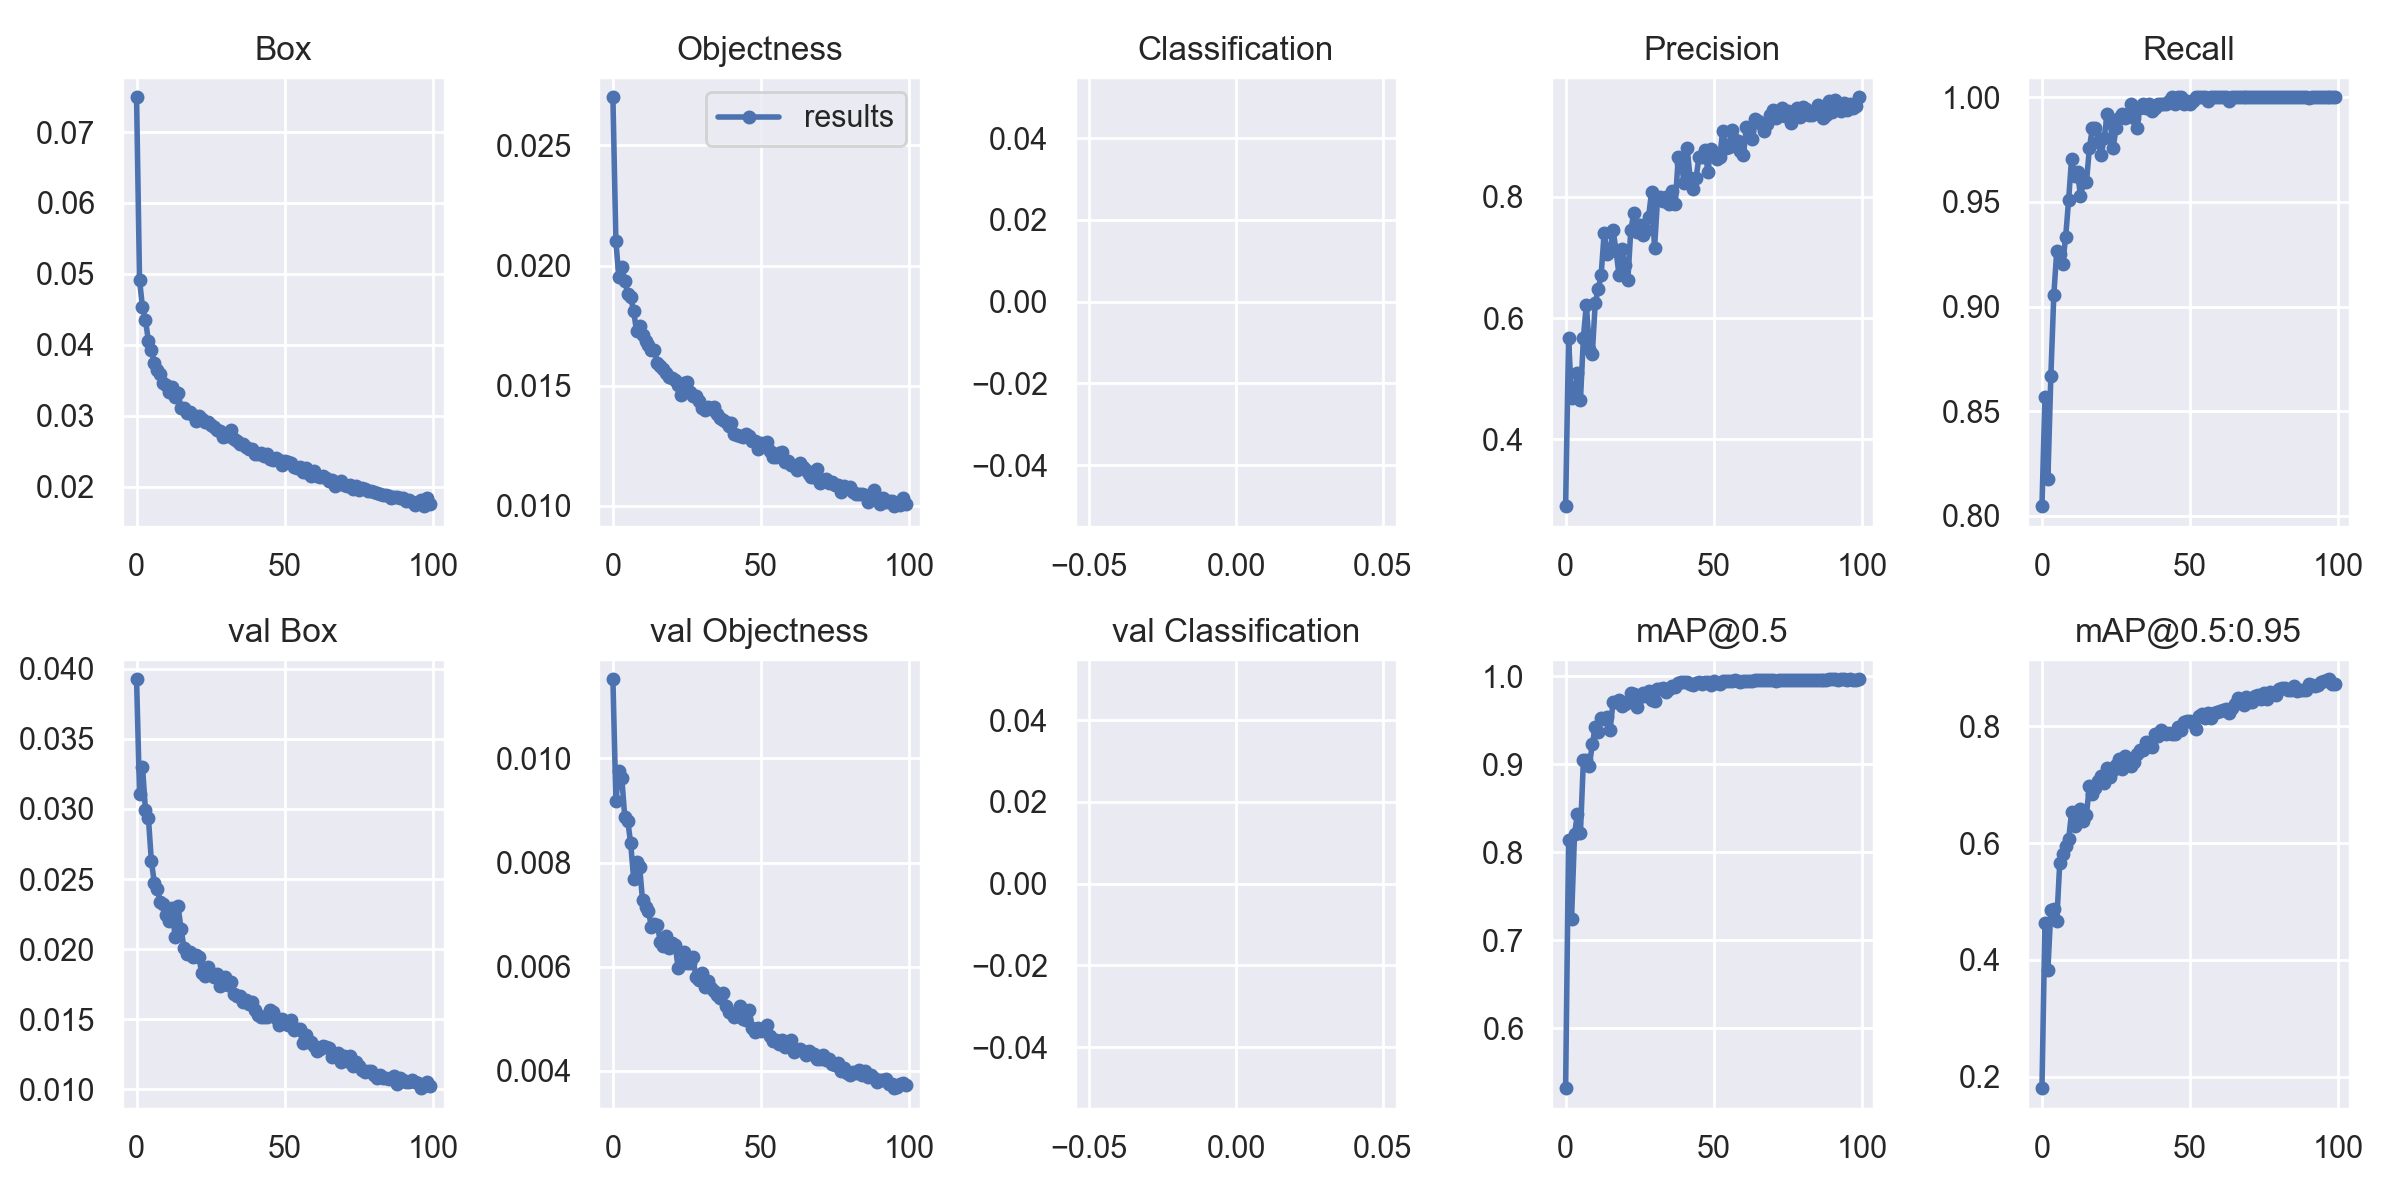 Box
Objectness
Classification
Precision
Recall
results
0.07
0.06
0.05
0.04
0.03
0.02
0 50 100
0.025
0.020
0.015
0.010
0 50 100
0.04
0.02
0.00
−0.02
−0.04
−0.05 0.00 0.05
0.8
0.6
0.4
0 50 100
1.00
0.95
0.90
0.85
0.80
0 50 100
val Box
val Objectness
val Classification
mAP@0.5
mAP@0.5:0.95
0.040
0.035
0.030
0.025
0.020
0.015
0.010
0 50 100
0.010
0.008
0.006
0.004
0 50 100
0.04
0.02
0.00
−0.02
−0.04
−0.05 0.00 0.05
1.0
0.9
0.8
0.7
0.6
0 50 100
0.8
0.6
0.4
0.2
0 50 100